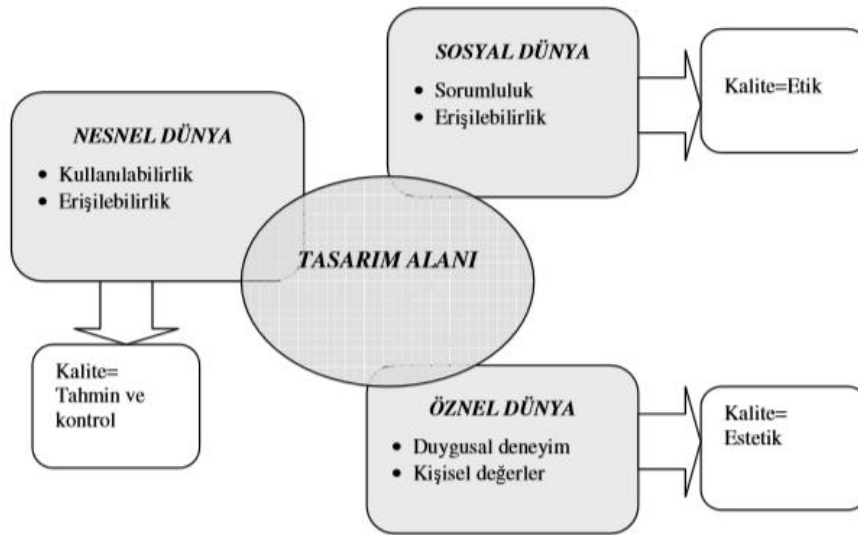 SOSYAL DÜNYA
• Sorumluluk
• Erişilebilirlik
Kalite=Etik
NESNEL DÜNYA
• Kullanılabilirlik
• Erişilebilirlik
TASARIM ALANI
Kalite=
Tahmin ve
kontrol
ÖZNEL DÜNYA
• Duygusal deneyim
• Kişisel değerler
Kalite=
Estetik